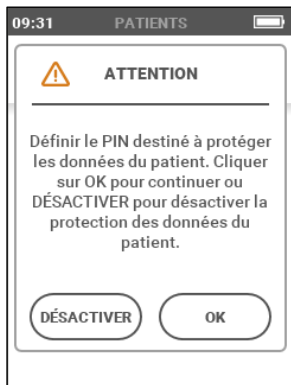 09:31 PATIENTS
ATTENTION
Définir le PIN destiné à protéger
les données du patient. Cliquer
sur OK pour continuer ou
DÉSACTIVER pour désactiver la
protection des données du
patient.
DÉSACTIVER OK